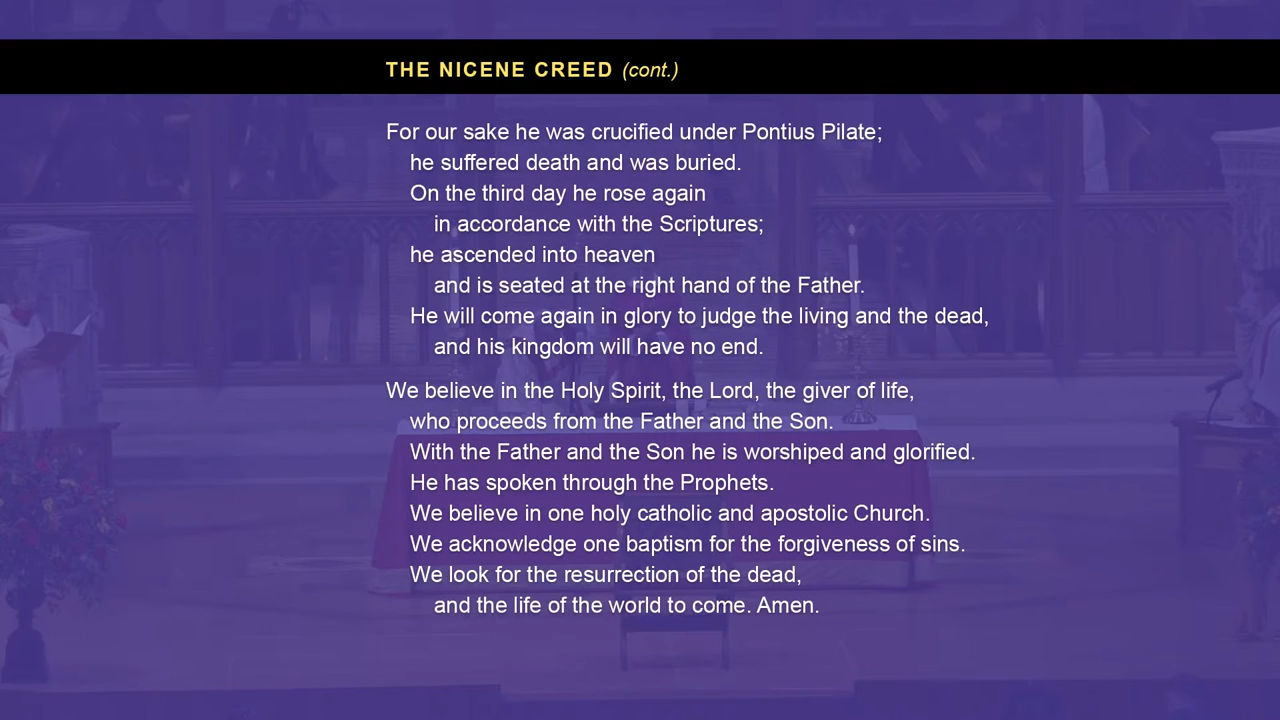 THE NICENE CREED (cont.)
For our sake he was crucified under Pontius Pilate;
he suffered death and was buried.
On the third day he rose again
in accordance with the Scriptures;
he ascended into heaven
and is seated at the right hand of the Father.
He will come again in glory to judge the living and the dead,
and his kingdom will have no end.
We believe in the Holy Spirit, the Lord, the giver of life,
who proceeds from the Father and the Son.
With the Father and the Son he is worshiped and glorified.
He has spoken through the Prophets.
We believe in one holy catholic and apostolic Church.
We acknowledge one baptism for the forgiveness of sins.
We look for the resurrection of the dead,
and the life of the world to come. Amen.